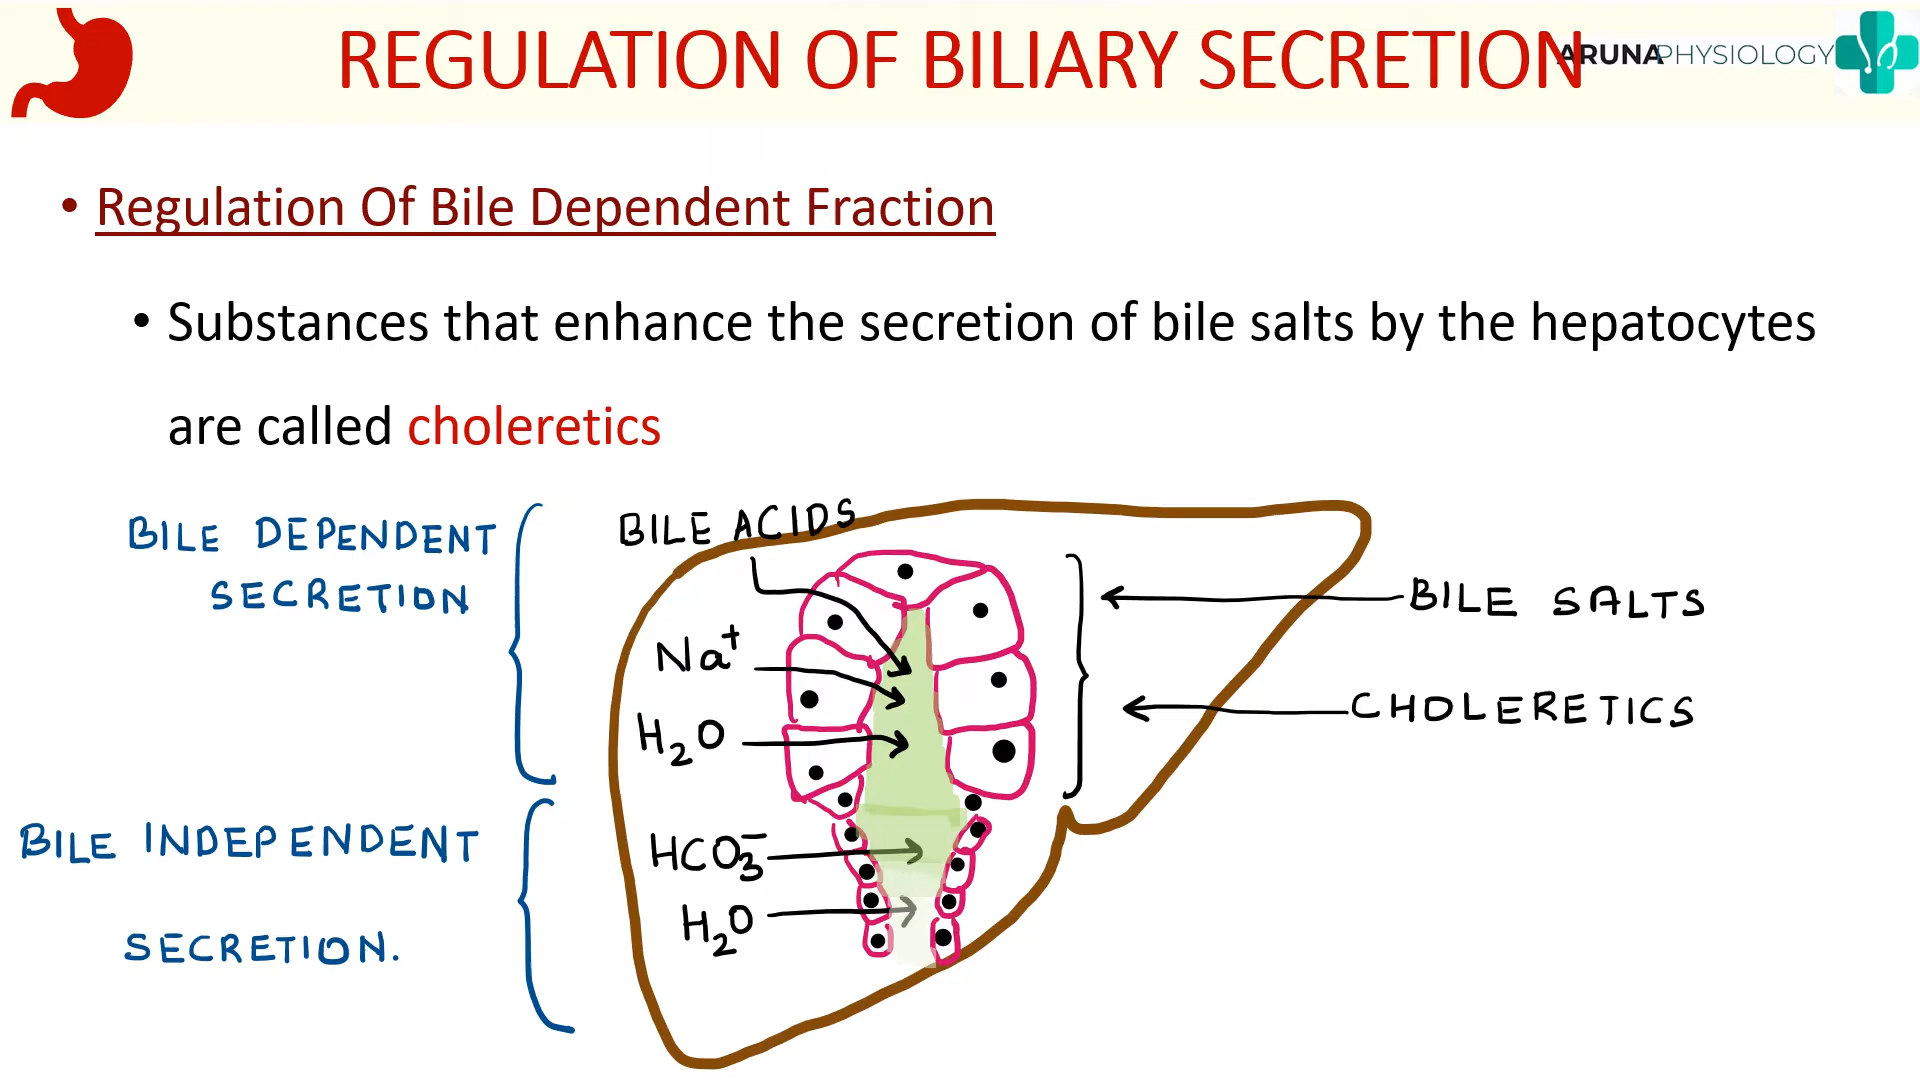 REGULATION OF BILIARY SECRETION
ARUNAPHYSIOLOGY
• Regulation Of Bile Dependent Fraction
• Substances that enhance the secretion of bile salts by the hepatocytes
are called choleretics
BILE DEPENDENT
SECRETION
BILE ACIDS
Na⁺
H₂O
BILE SALTS
CHOLERETICS
BILE INDEPENDENT
SECRETION.
HCO₃⁻
H₂O